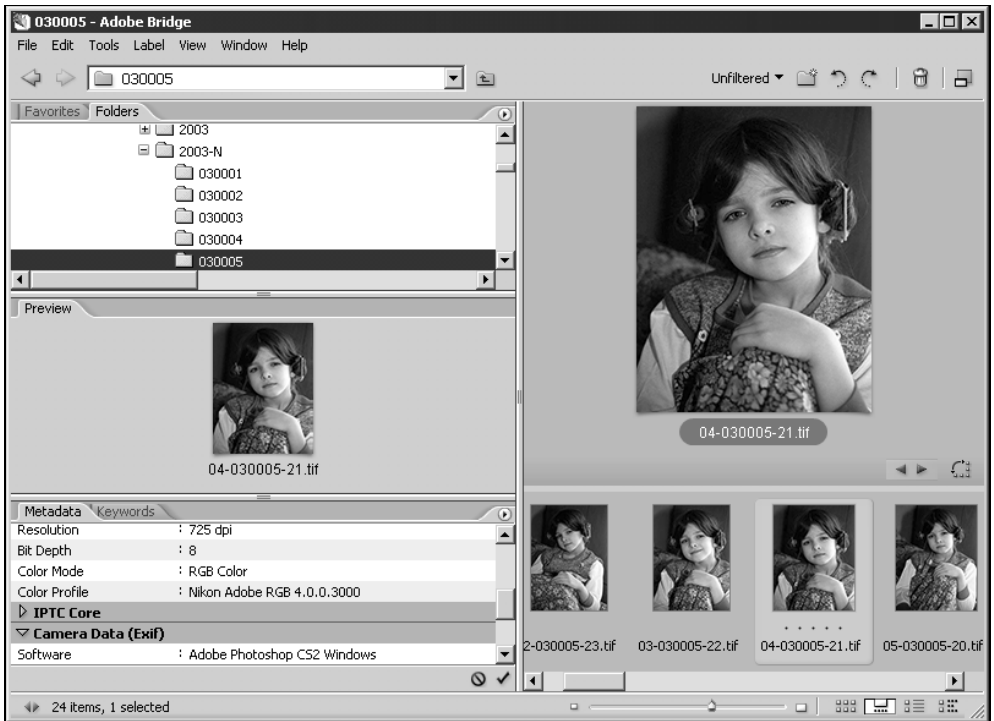 030005 - Adobe Bridge
File Edit Tools Label View Window Help
030005
Unfiltered
Favorites Folders
2003
2003-N
030001
030002
030003
030004
030005
Preview
04-030005-21.tif
04-030005-21.tif
Metadata Keywords
Resolution : 725 dpi
Bit Depth : 8
Color Mode : RGB Color
Color Profile : Nikon Adobe RGB 4.0.0.3000
IPTC Core
Camera Data (Exif)
Software : Adobe Photoshop CS2 Windows
2-030005-23.tif 03-030005-22.tif 04-030005-21.tif 05-030005-20.tif
24 items, 1 selected